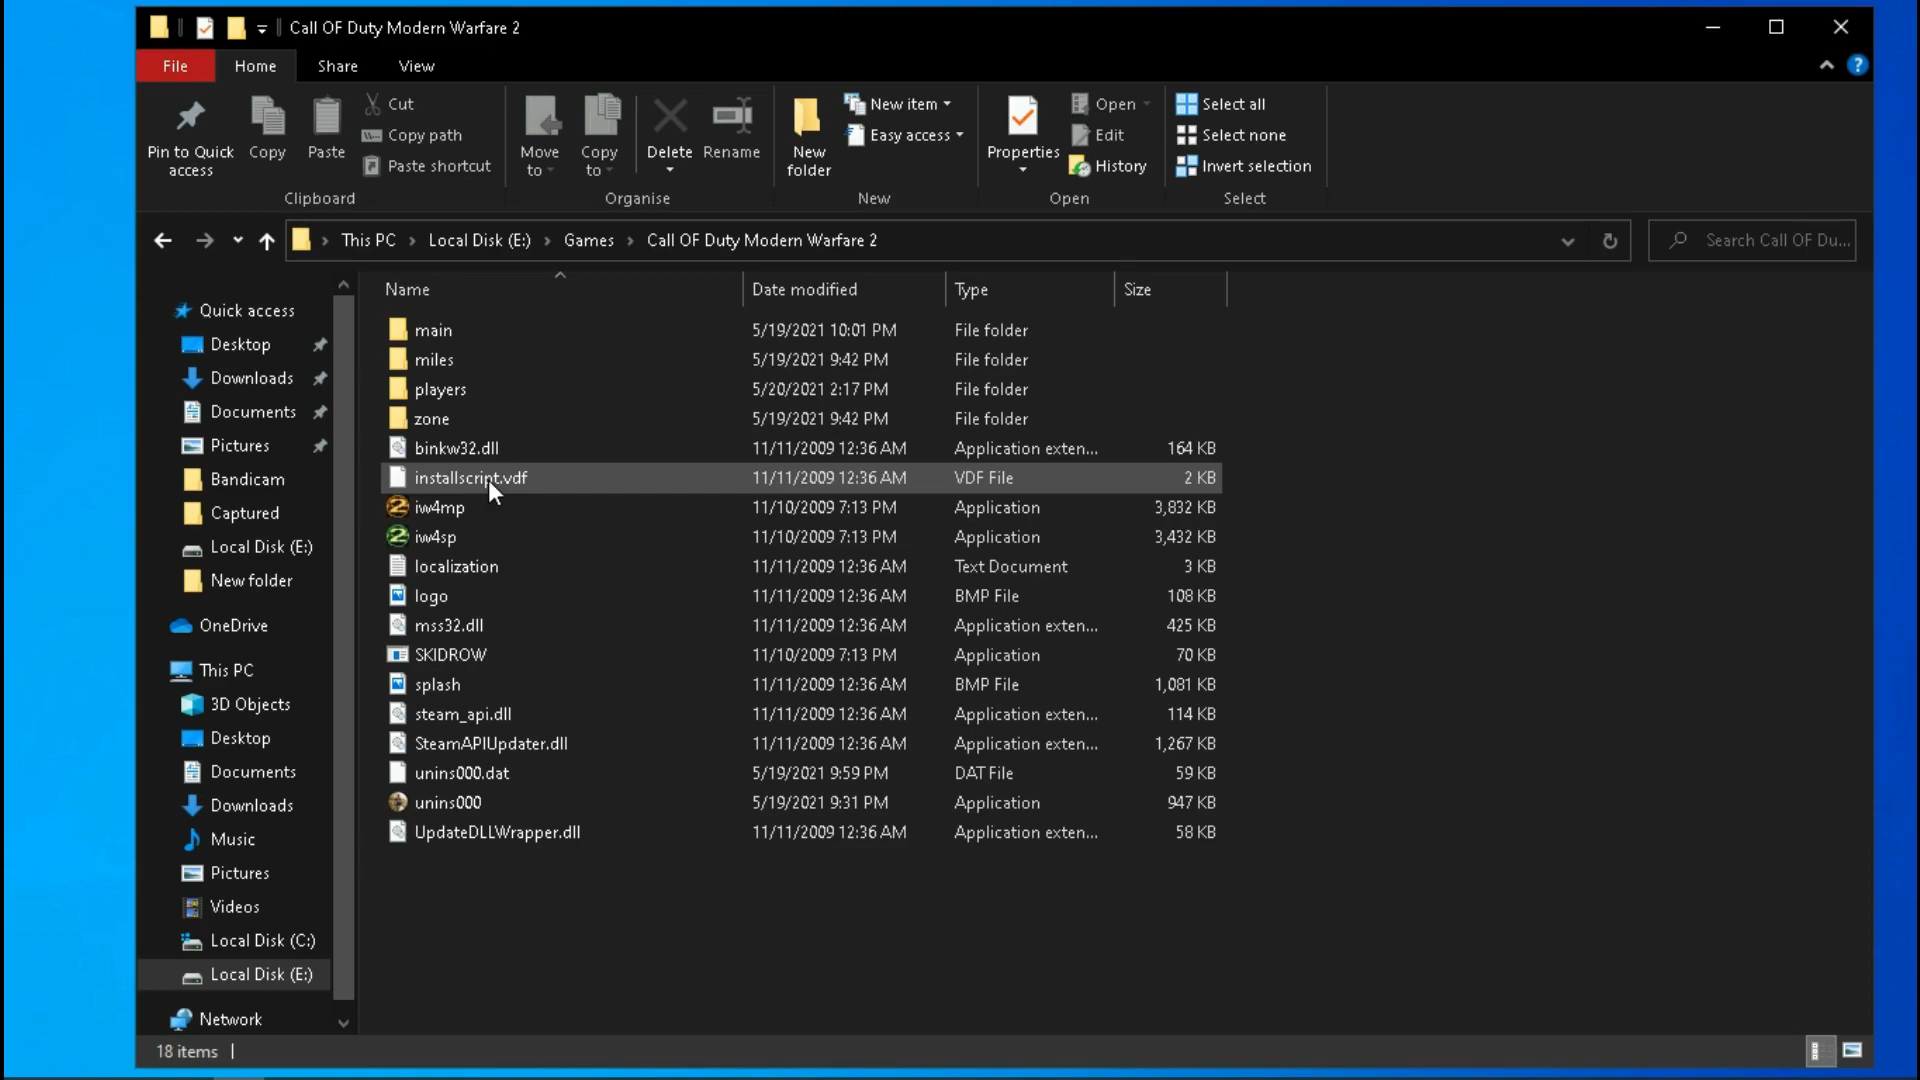 Call OF Duty Modern Warfare 2
File Home Share View
Pin to Quick access
Copy
Paste
Cut
Copy path
Paste shortcut
Move to
Copy to
Delete
Rename
New folder
New item
Easy access
Properties
Open
Edit
History
Select all
Select none
Invert selection
Clipboard Organise New Open Select
This PC Local Disk (E:) Games Call OF Duty Modern Warfare 2
Search Call OF Du...
Quick access
Desktop
Downloads
Documents
Pictures
Bandicam
Captured
Local Disk (E:)
New folder
OneDrive
This PC
3D Objects
Desktop
Documents
Downloads
Music
Pictures
Videos
Local Disk (C:)
Local Disk (E:)
Network
Name Date modified Type Size
main 5/19/2021 10:01 PM File folder
miles 5/19/2021 9:42 PM File folder
players 5/20/2021 2:17 PM File folder
zone 5/19/2021 9:42 PM File folder
binkw32.dll 11/11/2009 12:36 AM Application exten... 164 KB
installscript.vdf 11/11/2009 12:36 AM VDF File 2 KB
iw4mp 11/10/2009 7:13 PM Application 3,832 KB
iw4sp 11/10/2009 7:13 PM Application 3,432 KB
localization 11/11/2009 12:36 AM Text Document 3 KB
logo 11/11/2009 12:36 AM BMP File 108 KB
mss32.dll 11/11/2009 12:36 AM Application exten... 425 KB
SKIDROW 11/10/2009 7:13 PM Application 70 KB
splash 11/11/2009 12:36 AM BMP File 1,081 KB
steam_api.dll 11/11/2009 12:36 AM Application exten... 114 KB
SteamAPIUpdater.dll 11/11/2009 12:36 AM Application exten... 1,267 KB
unins000.dat 5/19/2021 9:59 PM DAT File 59 KB
unins000 5/19/2021 9:31 PM Application 947 KB
UpdateDLLWrapper.dll 11/11/2009 12:36 AM Application exten... 58 KB
18 items